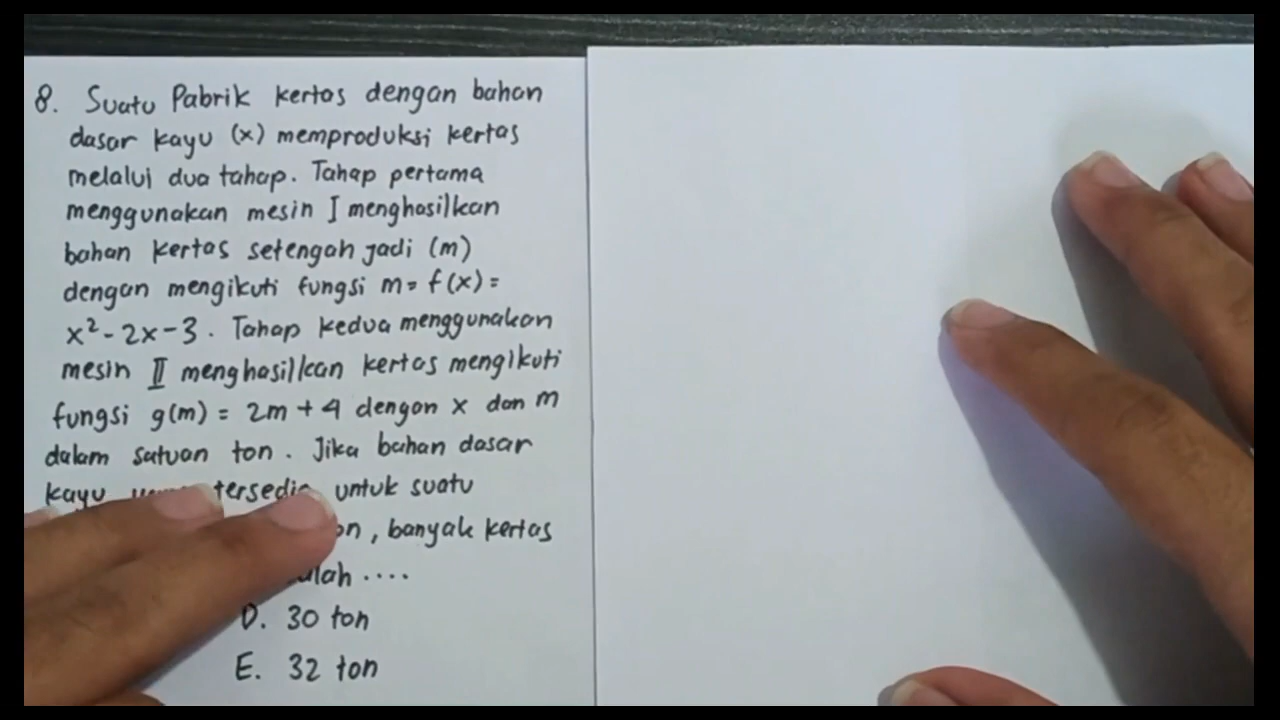 8. Suatu Pabrik kertas dengan bahan
dasar kayu (x) memproduksi kertas
melalui dua tahap. Tahap pertama
menggunakan mesin I menghasilkan
bahan kertas setengah jadi (m)
dengan mengikuti fungsi m = f(x) =
x² - 2x - 3. Tahap kedua menggunakan
mesin II menghasilkan kertas mengikuti
fungsi g(m) = 2m + 4 dengan x dan m
dalam satuan ton. Jika bahan dasar
kayu tersedia untuk suatu
, banyak kertas
....
D. 30 ton
E. 32 ton